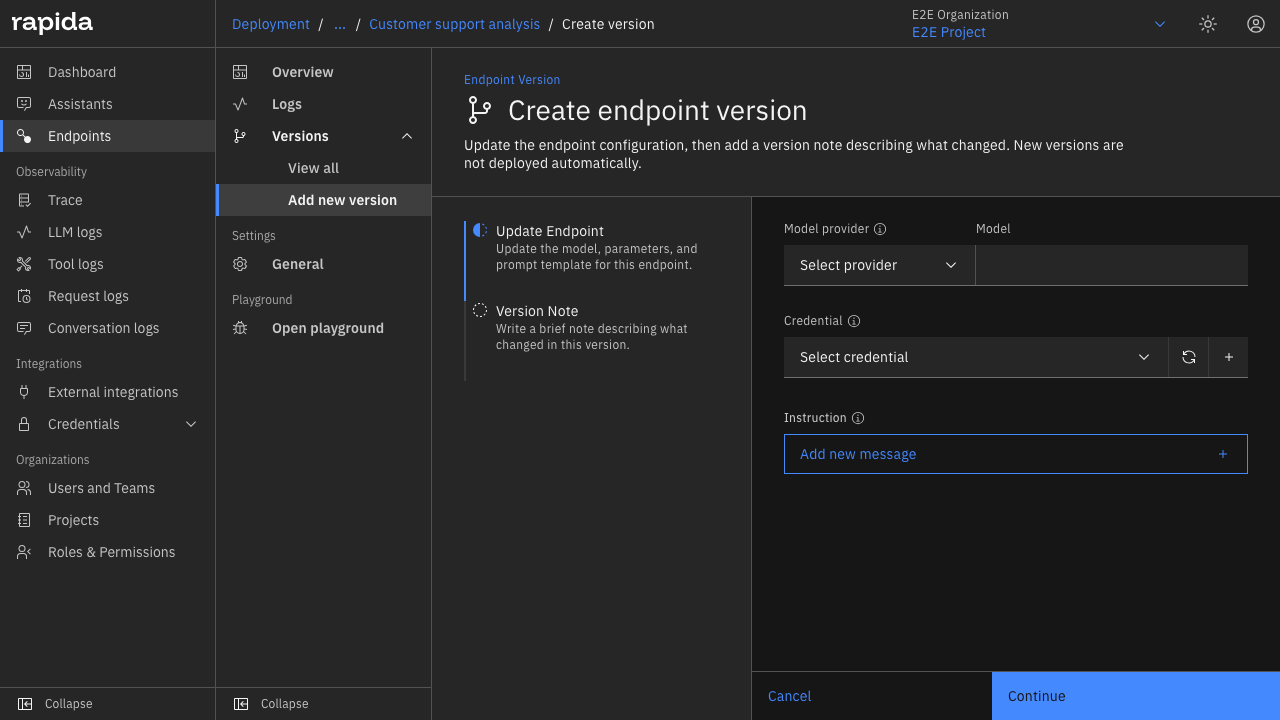 rapida
Deployment / ... / Customer support analysis / Create version
E2E Organization
E2E Project
Dashboard
Assistants
Endpoints
Observability
Trace
LLM logs
Tool logs
Request logs
Conversation logs
Integrations
External integrations
Credentials
Organizations
Users and Teams
Projects
Roles & Permissions
Collapse
Overview
Logs
Versions
View all
Add new version
Settings
General
Playground
Open playground
Collapse
Endpoint Version
Create endpoint version
Update the endpoint configuration, then add a version note describing what changed. New versions are
not deployed automatically.
Update Endpoint
Update the model, parameters, and
prompt template for this endpoint.
Version Note
Write a brief note describing what
changed in this version.
Model provider
Model
Select provider
Credential
Select credential
Instruction
Add new message
Cancel
Continue